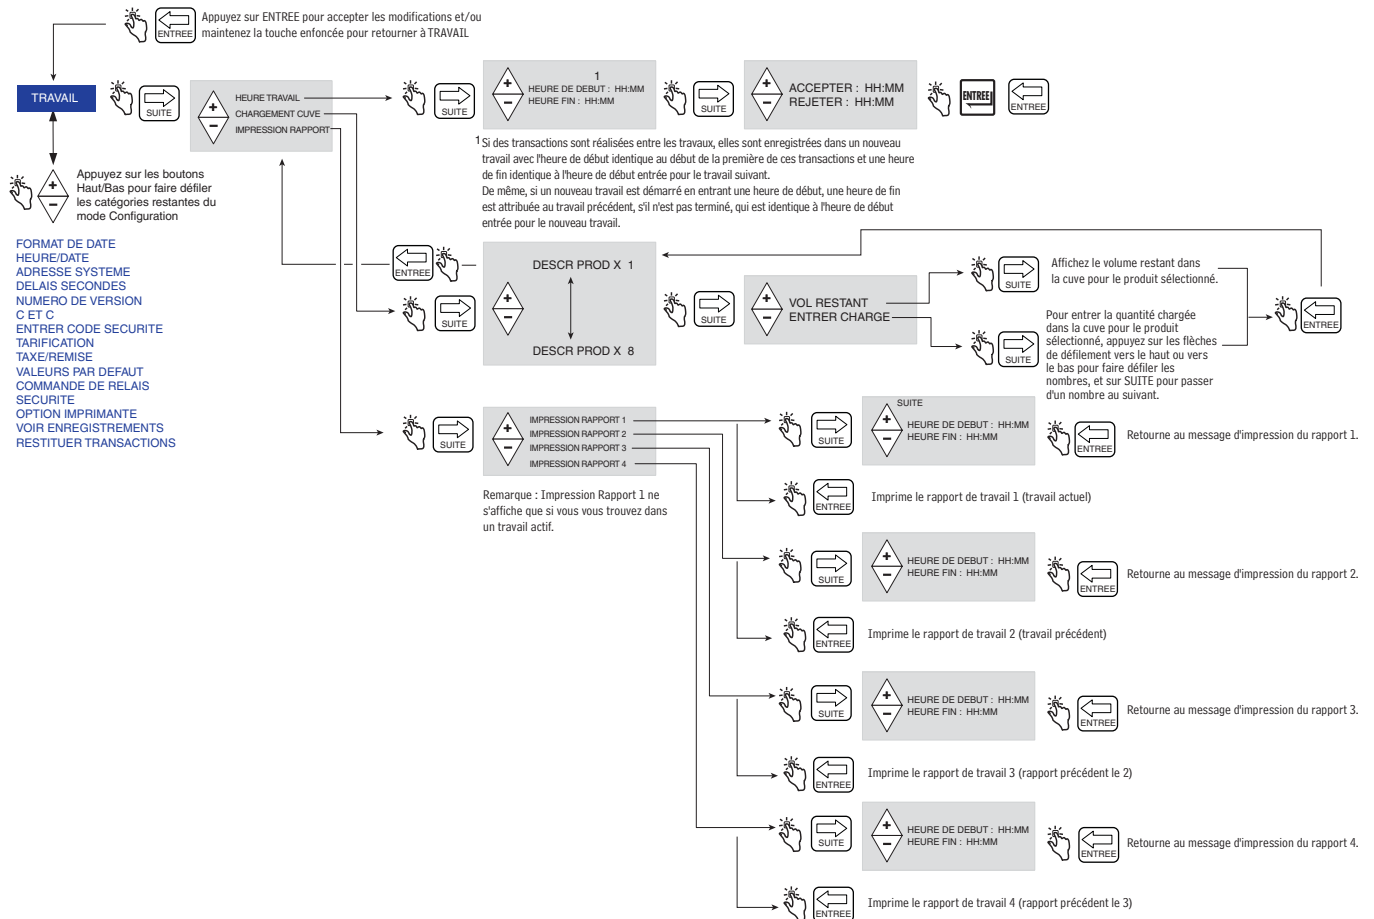 Appuyez sur ENTREE pour accepter les modifications et/ou
maintenez la touche enfoncée pour retourner à TRAVAIL
ENTREE
TRAVAIL
SUITE
HEURE TRAVAIL
CHARGEMENT CUVE
IMPRESSION RAPPORT
SUITE
1
HEURE DE DEBUT : HH:MM
HEURE FIN : HH:MM
SUITE
ACCEPTER : HH:MM
REJETER : HH:MM
ENTREE
ENTREE
1 Si des transactions sont réalisées entre les travaux, elles sont enregistrées dans un nouveau
travail avec l'heure de début identique au début de la première de ces transactions et une heure
de fin identique à l'heure de début entrée pour le travail suivant.
De même, si un nouveau travail est démarré en entrant une heure de début, une heure de fin
est attribuée au travail précédent, s'il n'est pas terminé, qui est identique à l'heure de début
entrée pour le nouveau travail.
Appuyez sur les boutons
Haut/Bas pour faire défiler
les catégories restantes du
mode Configuration
FORMAT DE DATE
HEURE/DATE
ADRESSE SYSTEME
DELAIS SECONDES
NUMERO DE VERSION
C ET C
ENTRER CODE SECURITE
TARIFICATION
TAXE/REMISE
VALEURS PAR DEFAUT
COMMANDE DE RELAIS
SECURITE
OPTION IMPRIMANTE
VOIR ENREGISTREMENTS
RESTITUER TRANSACTIONS
ENTREE
SUITE
DESCR PROD X 1
DESCR PROD X 8
SUITE
VOL RESTANT
ENTRER CHARGE
SUITE
Affichez le volume restant dans
la cuve pour le produit sélectionné.
SUITE
Pour entrer la quantité chargée
dans la cuve pour le produit
sélectionné, appuyez sur les flèches
de défilement vers le haut ou vers
le bas pour faire défiler les
nombres, et sur SUITE pour passer
d'un nombre au suivant.
ENTREE
SUITE
IMPRESSION RAPPORT 1
IMPRESSION RAPPORT 2
IMPRESSION RAPPORT 3
IMPRESSION RAPPORT 4
Remarque : Impression Rapport 1 ne
s'affiche que si vous vous trouvez dans
un travail actif.
SUITE
SUITE
HEURE DE DEBUT : HH:MM
HEURE FIN : HH:MM
ENTREE
Retourne au message d'impression du rapport 1.
ENTREE
Imprime le rapport de travail 1 (travail actuel)
SUITE
HEURE DE DEBUT : HH:MM
HEURE FIN : HH:MM
ENTREE
Retourne au message d'impression du rapport 2.
ENTREE
Imprime le rapport de travail 2 (travail précédent)
SUITE
HEURE DE DEBUT : HH:MM
HEURE FIN : HH:MM
ENTREE
Retourne au message d'impression du rapport 3.
ENTREE
Imprime le rapport de travail 3 (rapport précédent le 2)
SUITE
HEURE DE DEBUT : HH:MM
HEURE FIN : HH:MM
ENTREE
Retourne au message d'impression du rapport 4.
ENTREE
Imprime le rapport de travail 4 (rapport précédent le 3)